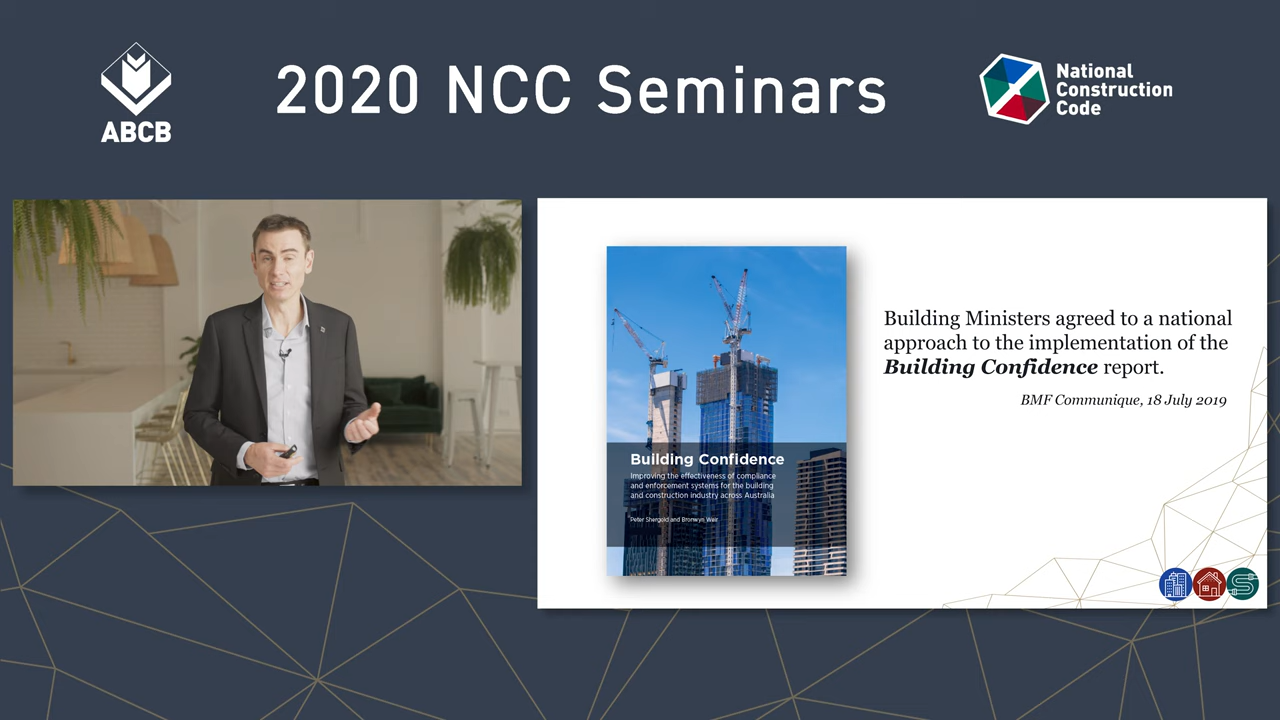 ABCB
2020 NCC Seminars
National
Construction
Code
Building Confidence
Improving the effectiveness of compliance
and enforcement systems for the building
and construction industry across Australia
Peter Shergold and Bronwyn Weir
Building Ministers agreed to a national
approach to the implementation of the
Building Confidence report.
BMF Communique, 18 July 2019